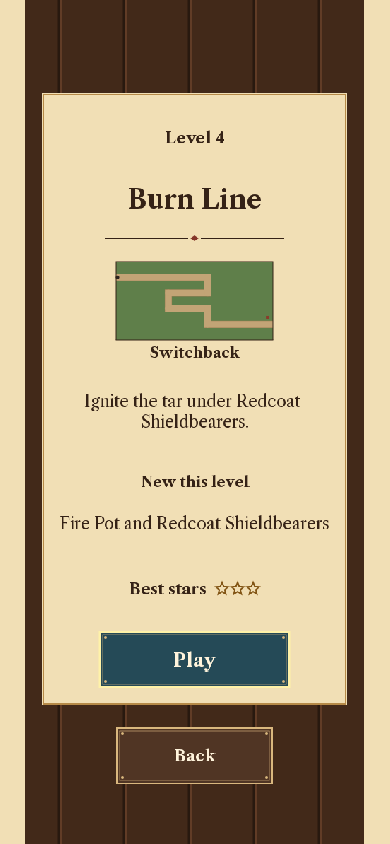 Level 4
Burn Line
Switchback
Ignite the tar under Redcoat
Shieldbearers.
New this level
Fire Pot and Redcoat Shieldbearers
Best stars
Play
Back